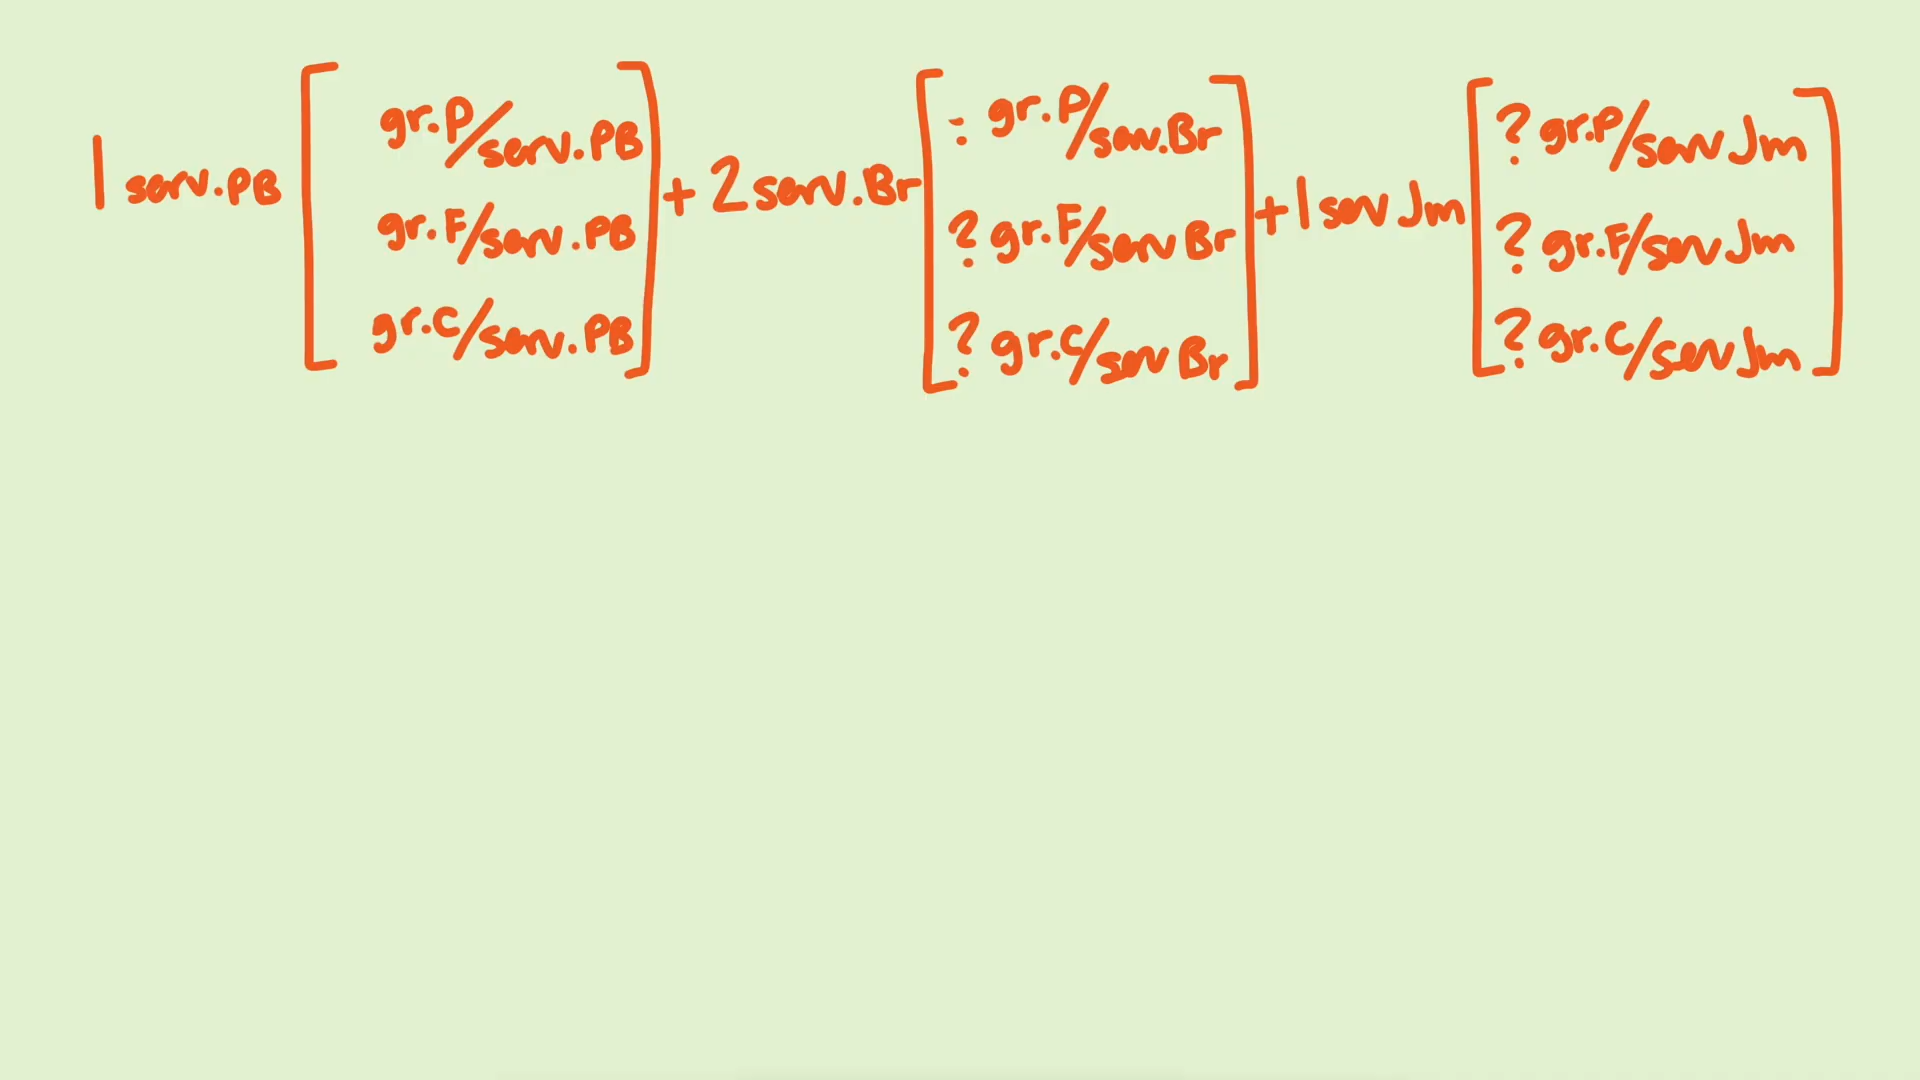 gr.P/serv.PB : gr.P/serv.Br ? gr.P/serv Jm
1 serv.PB [ gr.F/serv.PB ] + 2 serv.Br [ ? gr.F/serv Br ] + 1 serv Jm [ ? gr.F/serv Jm ]
gr.C/serv.PB ? gr.C/serv Br ? gr.C/serv Jm